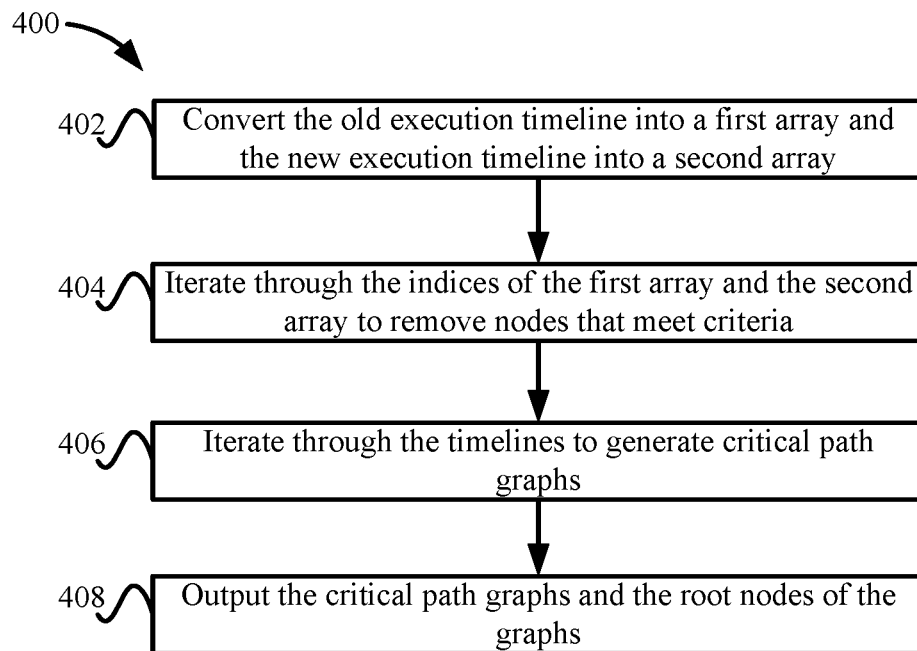 400
402
Convert the old execution timeline into a first array and
the new execution timeline into a second array
404
Iterate through the indices of the first array and the second
array to remove nodes that meet criteria
406
Iterate through the timelines to generate critical path
graphs
408
Output the critical path graphs and the root nodes of the
graphs